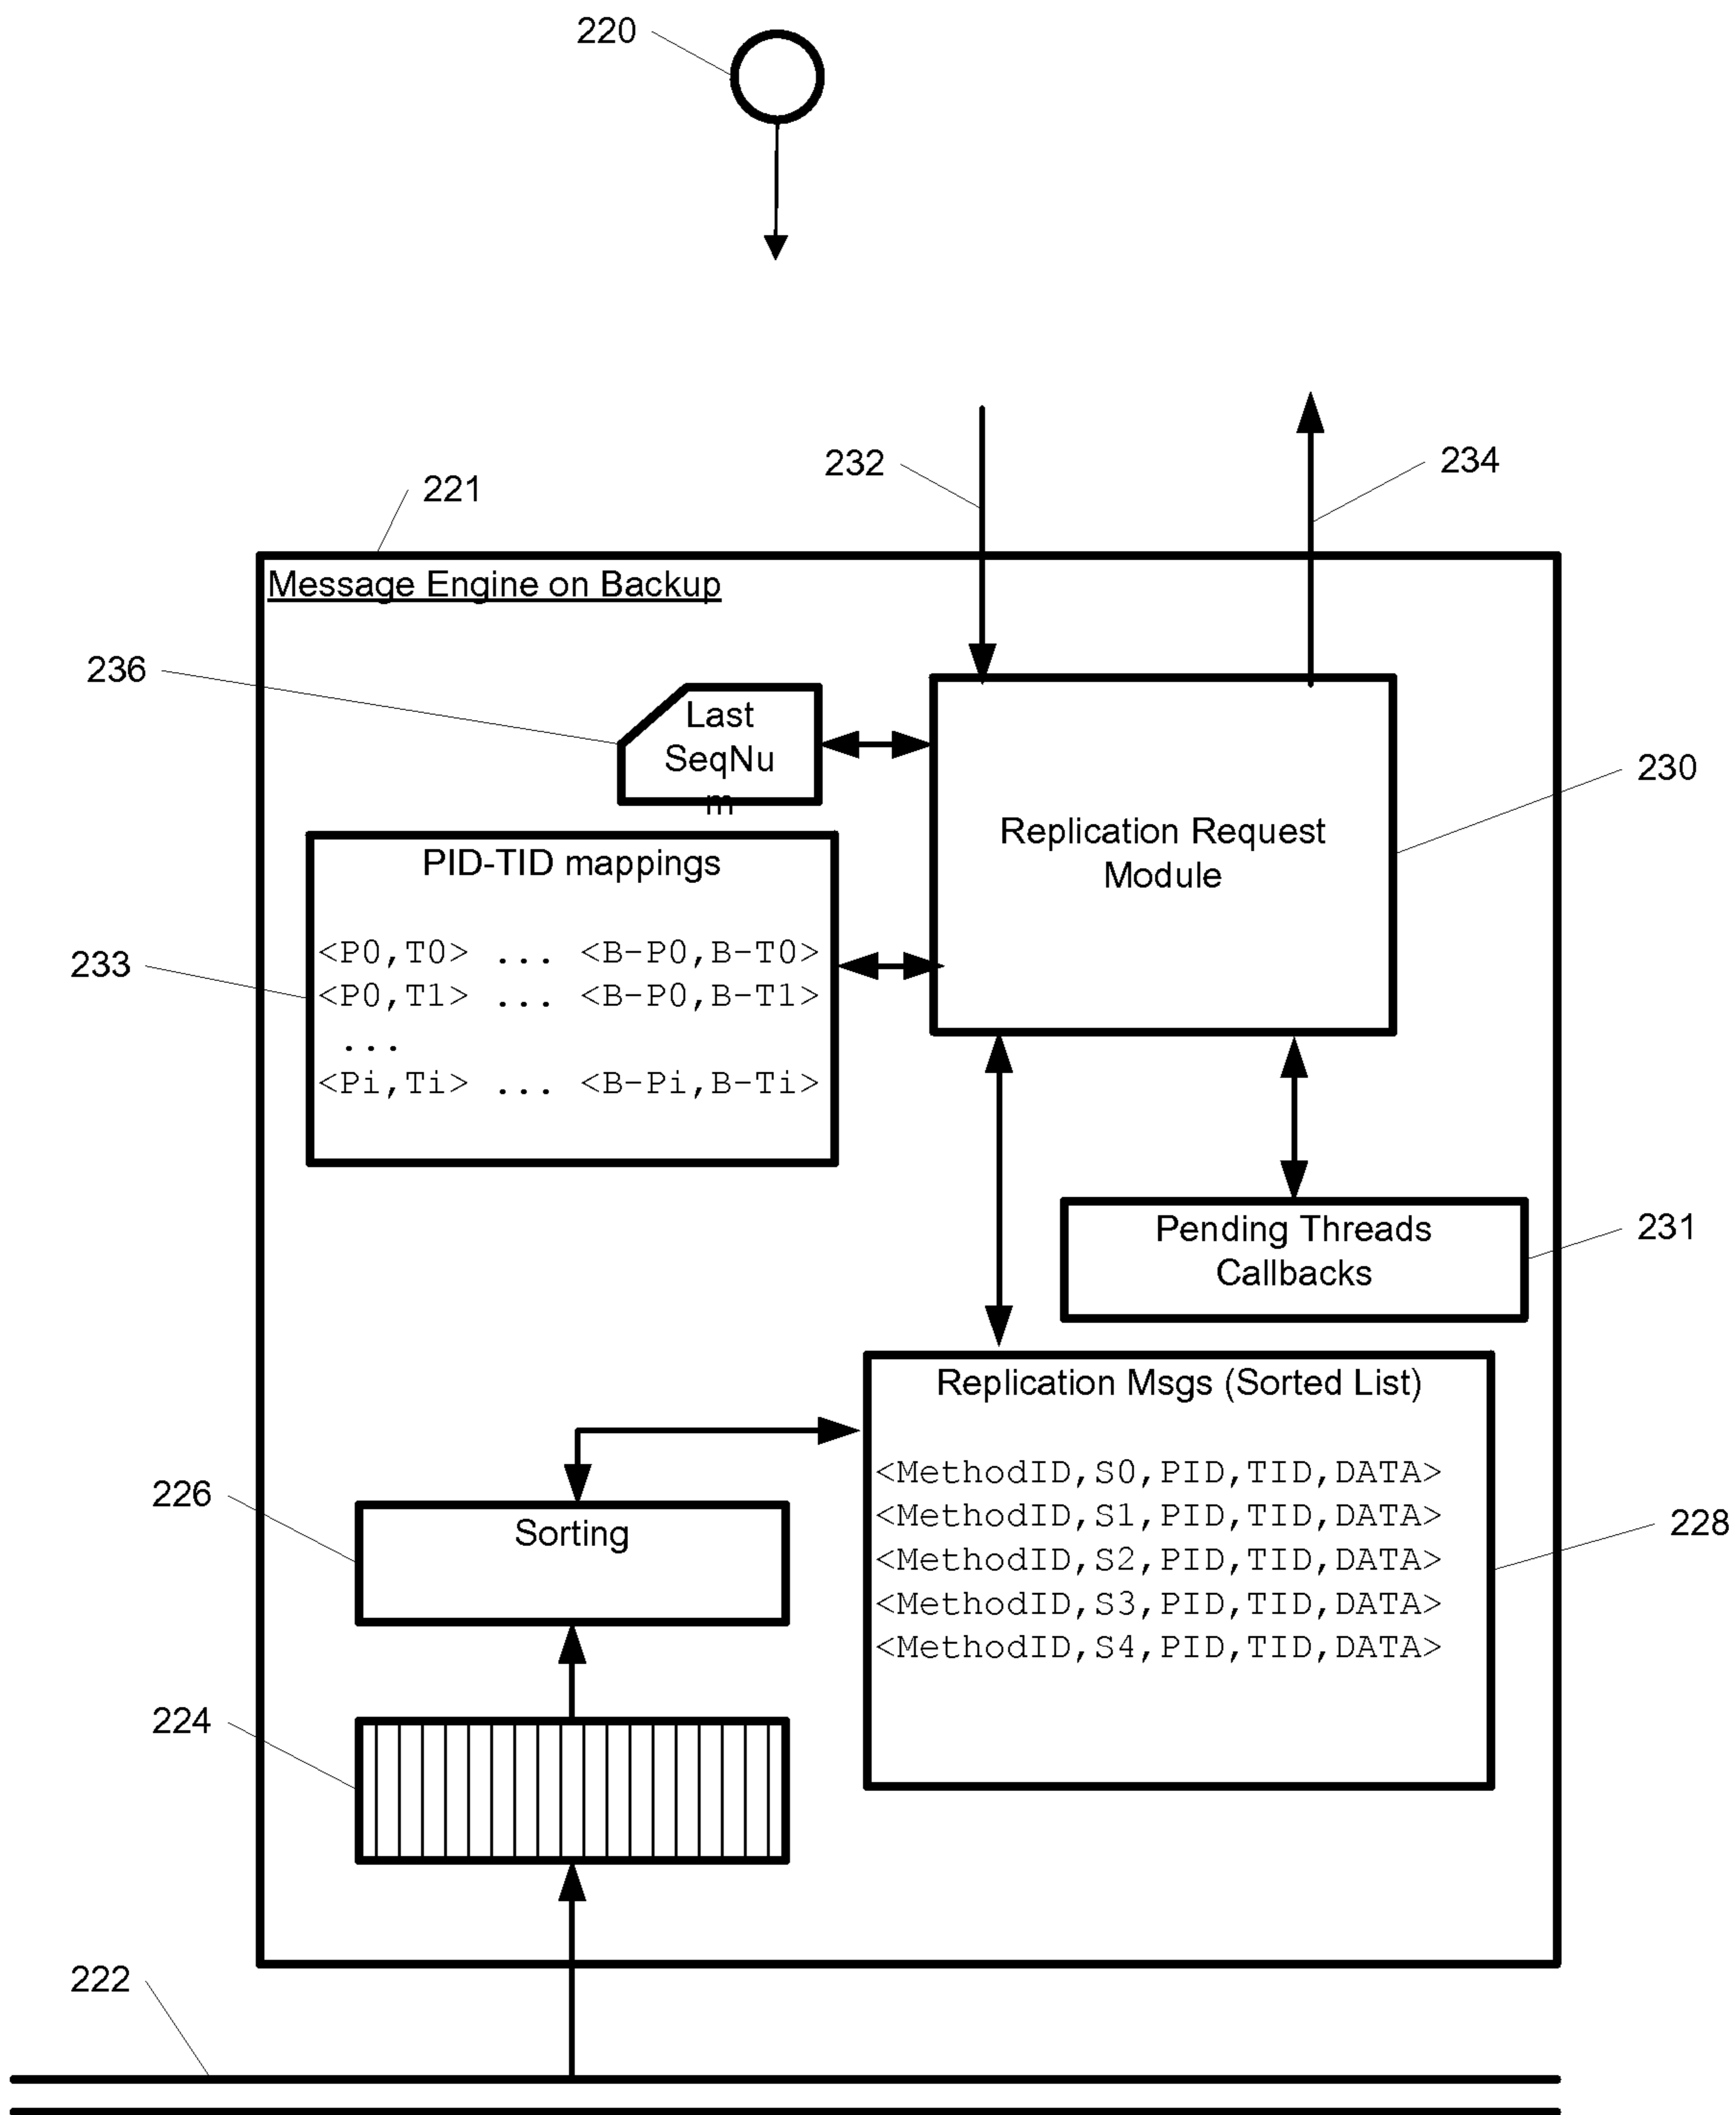 220
232
234
221
Message Engine on Backup
236
Last
SeqNu
m
230
Replication Request
Module
PID-TID mappings
233
<P0,T0> ... <B-P0,B-T0>
<P0,T1> ... <B-P0,B-T1>
...
<Pi,Ti> ... <B-Pi,B-Ti>
Pending Threads
Callbacks
231
Replication Msgs (Sorted List)
<MethodID,S0,PID,TID,DATA>
<MethodID,S1,PID,TID,DATA>
<MethodID,S2,PID,TID,DATA>
<MethodID,S3,PID,TID,DATA>
<MethodID,S4,PID,TID,DATA>
228
226
Sorting
224
222